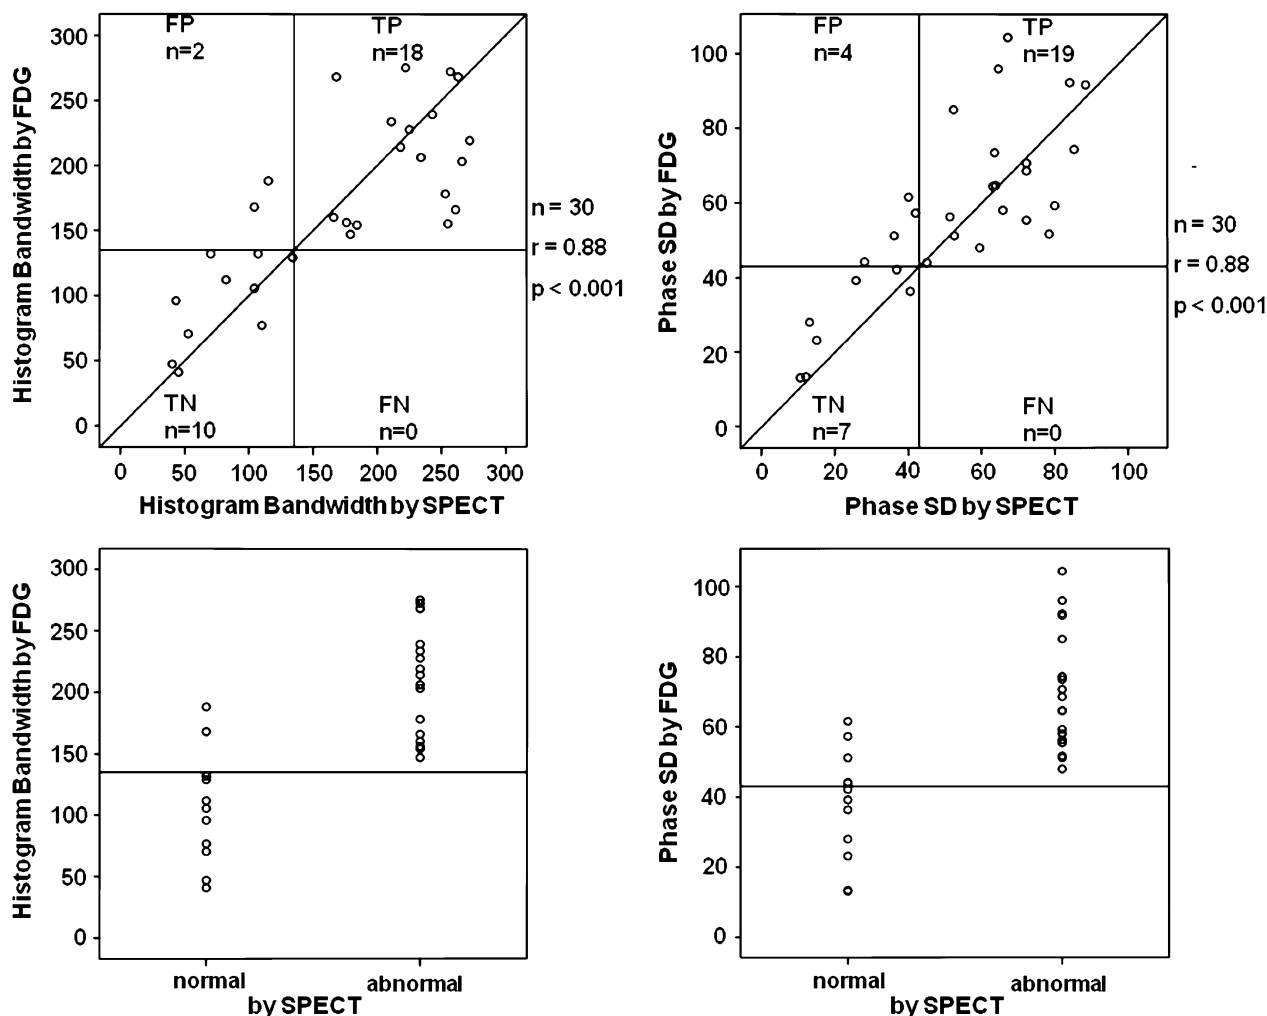 FP
n=2
TP
n=18
300
250
200
150
100
50
0
Histogram Bandwidth by FDG
n = 30
r = 0.88
p < 0.001
TN
n=10
FN
n=0
0 50 100 150 200 250 300
Histogram Bandwidth by SPECT
FP
n=4
TP
n=19
100
80
60
40
20
0
Phase SD by FDG
-
n = 30
r = 0.88
p < 0.001
TN
n=7
FN
n=0
0 20 40 60 80 100
Phase SD by SPECT
300
250
200
150
100
50
0
Histogram Bandwidth by FDG
normal abnormal
by SPECT
100
80
60
40
20
0
Phase SD by FDG
normal abnormal
by SPECT